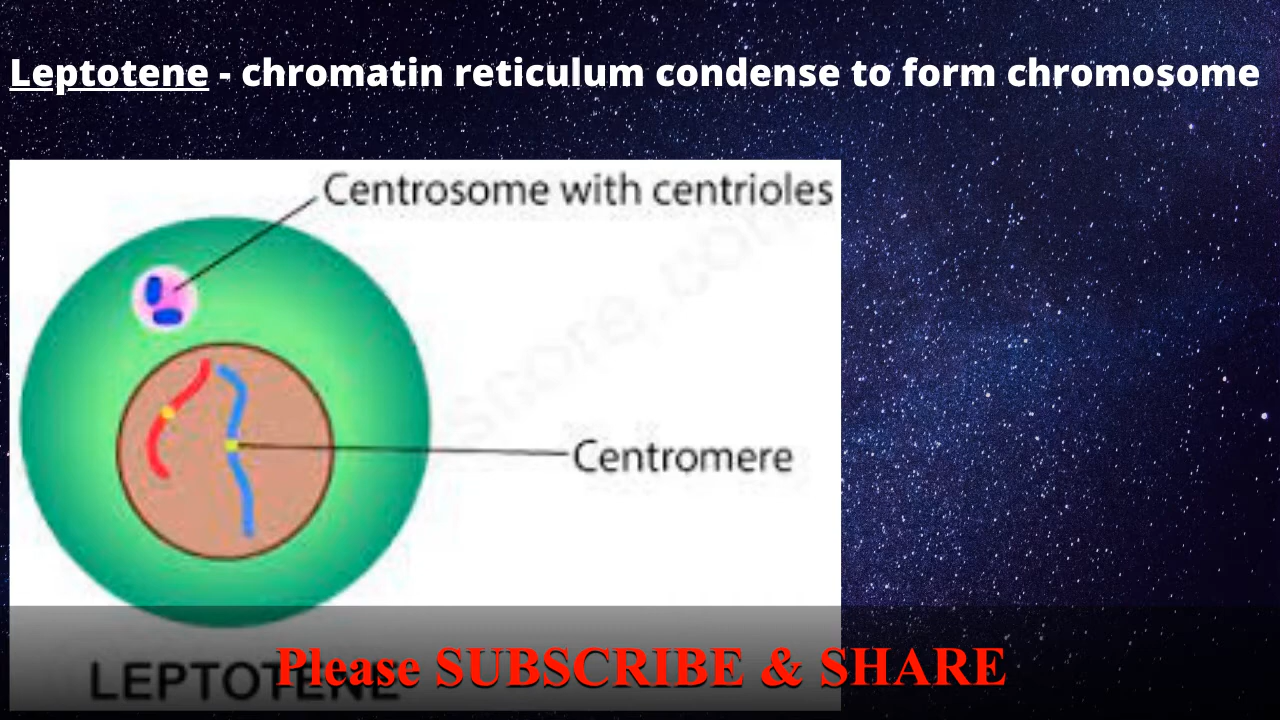 Leptotene - chromatin reticulum condense to form chromosome
Centrosome with centrioles
Centromere
LEPTOTENE
Please SUBSCRIBE & SHARE